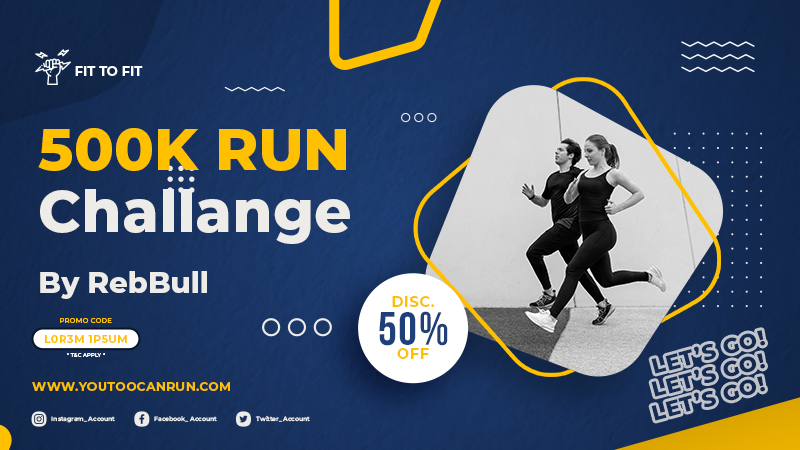 FIT TO FIT
500K RUN
Challange
By RebBull
PROMO CODE
L0R3M 1P5UM
* T&C APPLY *
WWW.YOUTOOCANRUN.COM
Instagram_Account
Facebook_Account
Twitter_Account
DISC.
50%
OFF
LET'S GO!
LET'S GO!
LET'S GO!